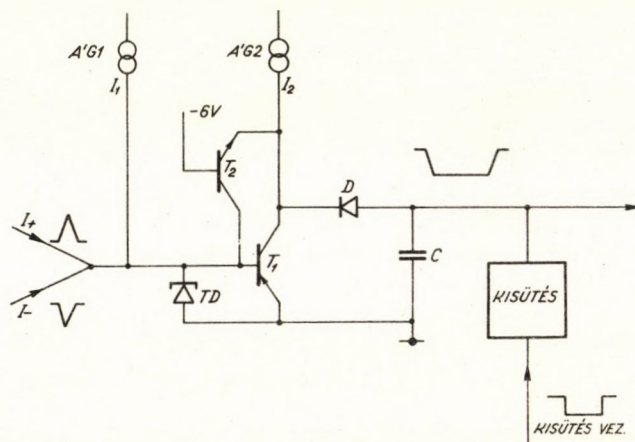 A'G1
I1
A'G2
I2
-6V
T2
D
I+
T1
C
TD
KISÜTÉS
I-
KISÜTÉS VEZ.